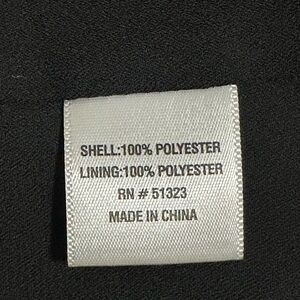 SHELL:100% POLYESTER
LINING:100% POLYESTER
RN # 51323
MADE IN CHINA